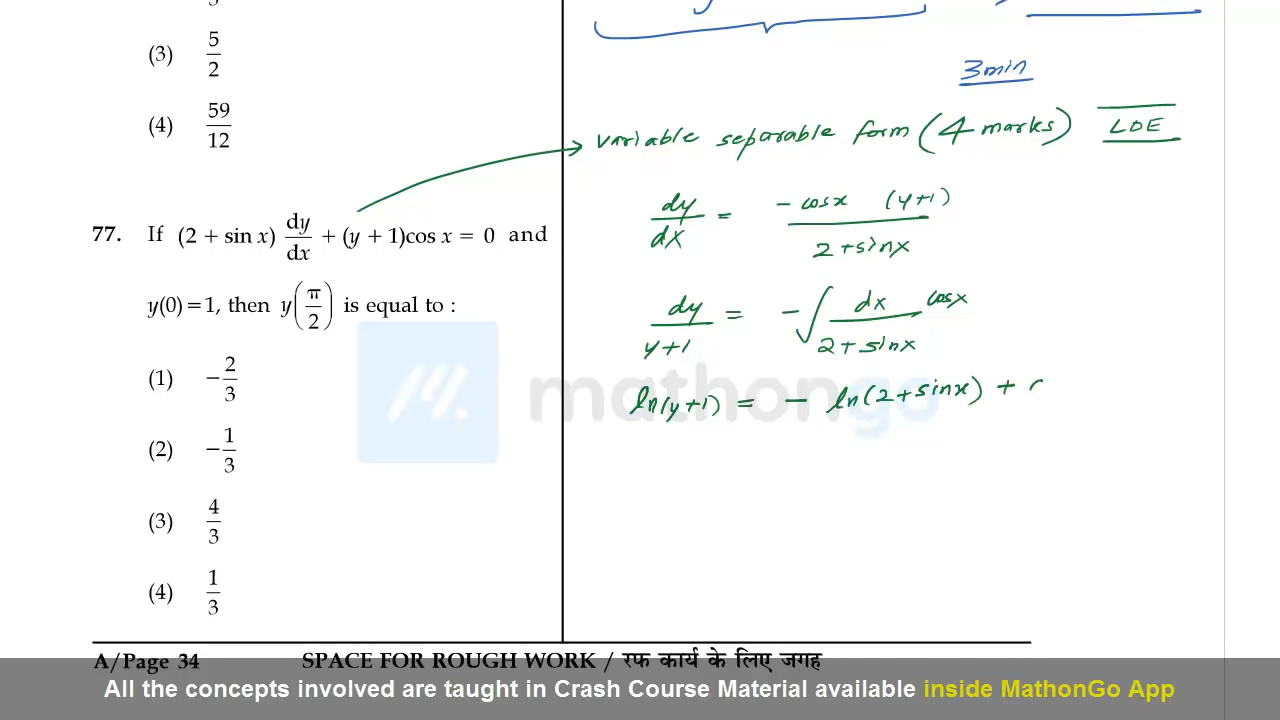 (3) 5/2
(4) 59/12
77. If (2 + sin x) dy/dx + (y + 1)cos x = 0 and
y(0) = 1, then y(π/2) is equal to :
(1) −2/3
(2) −1/3
(3) 4/3
(4) 1/3
3 min
variable separable form (4 marks) LDE
dy/dx = - cosx (y+1)/2+sinx
dy/y+1 = -∫ dx/2+sinx cosx
ln(y+1) = - ln(2+sinx) +
mathongo
A/Page 34 SPACE FOR ROUGH WORK / रफ कार्य के लिए जगह
All the concepts involved are taught in Crash Course Material available inside MathonGo App